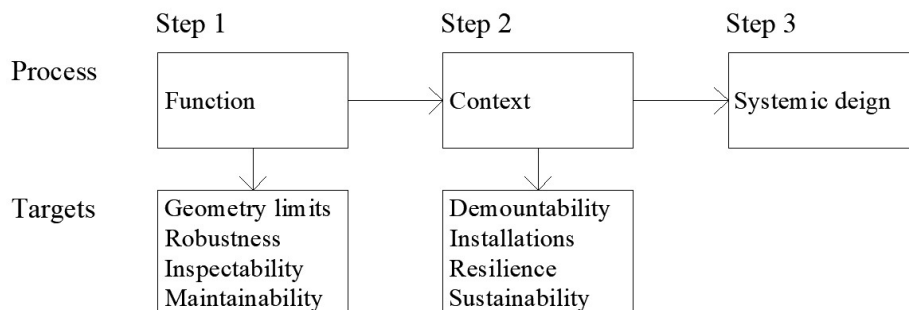 Step 1 Step 2 Step 3
Process
Function Context Systemic deign
Targets
Geometry limits
Robustness
Inspectability
Maintainability
Demountability
Installations
Resilience
Sustainability